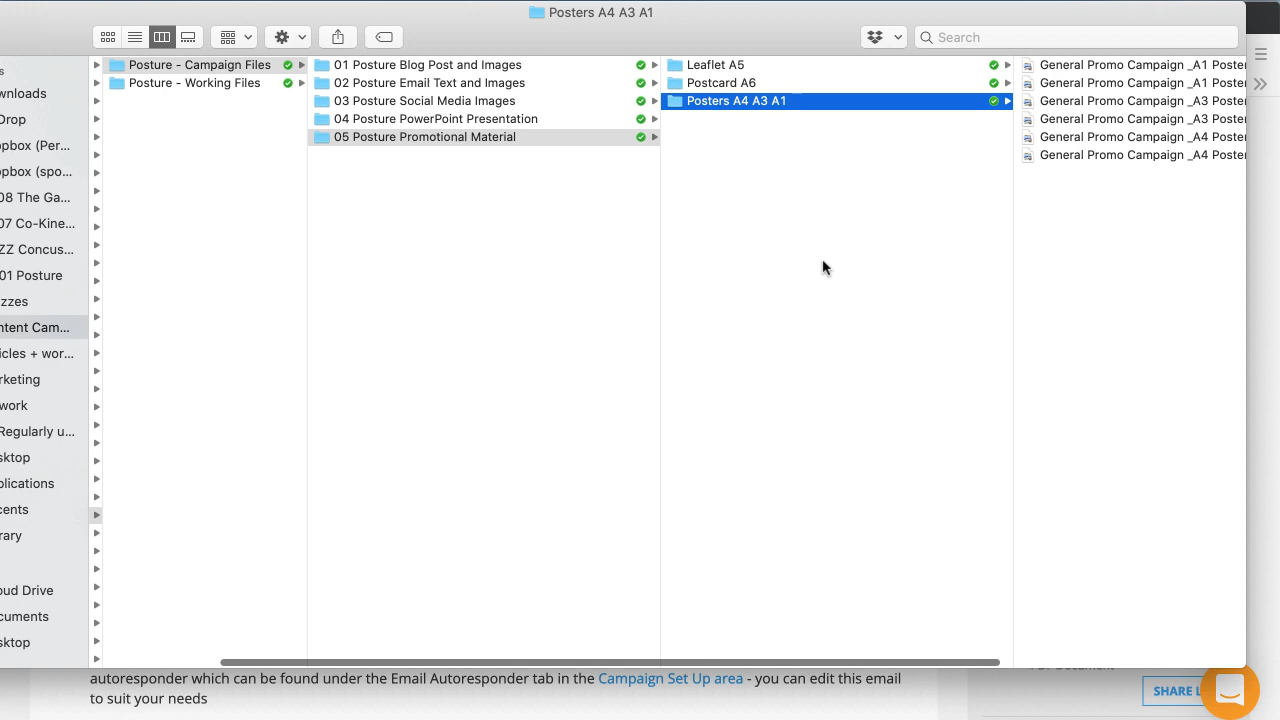 Posters A4 A3 A1
Search
s
wnloads
Drop
opbox (Per...
opbox (spo...
08 The Ga...
07 Co-Kine...
ZZ Concus...
01 Posture
zzes
ntent Cam...
icles + wor...
rketing
work
Regularly u...
sktop
plications
cents
rary
oud Drive
cuments
sktop
Posture - Campaign Files
Posture - Working Files
01 Posture Blog Post and Images
02 Posture Email Text and Images
03 Posture Social Media Images
04 Posture PowerPoint Presentation
05 Posture Promotional Material
Leaflet A5
Postcard A6
Posters A4 A3 A1
General Promo Campaign _A1 Poster
General Promo Campaign _A1 Poster
General Promo Campaign _A3 Poster
General Promo Campaign _A3 Poster
General Promo Campaign _A4 Poster
General Promo Campaign _A4 Poster
autoresponder which can be found under the Email Autoresponder tab in the Campaign Set Up area - you can edit this email
to suit your needs
SHARE L